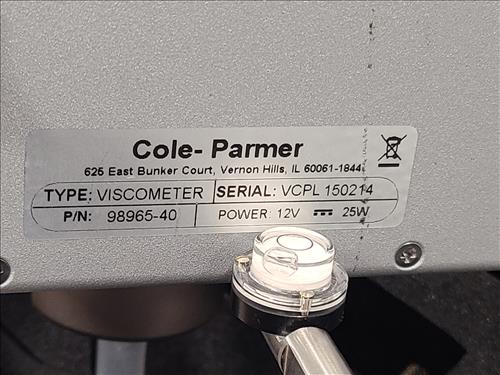 Cole- Parmer
625 East Bunker Court, Vernon Hills, IL 60061-1844
TYPE: VISCOMETER SERIAL: VCPL 150214
P/N: 98965-40 POWER: 12V 25W